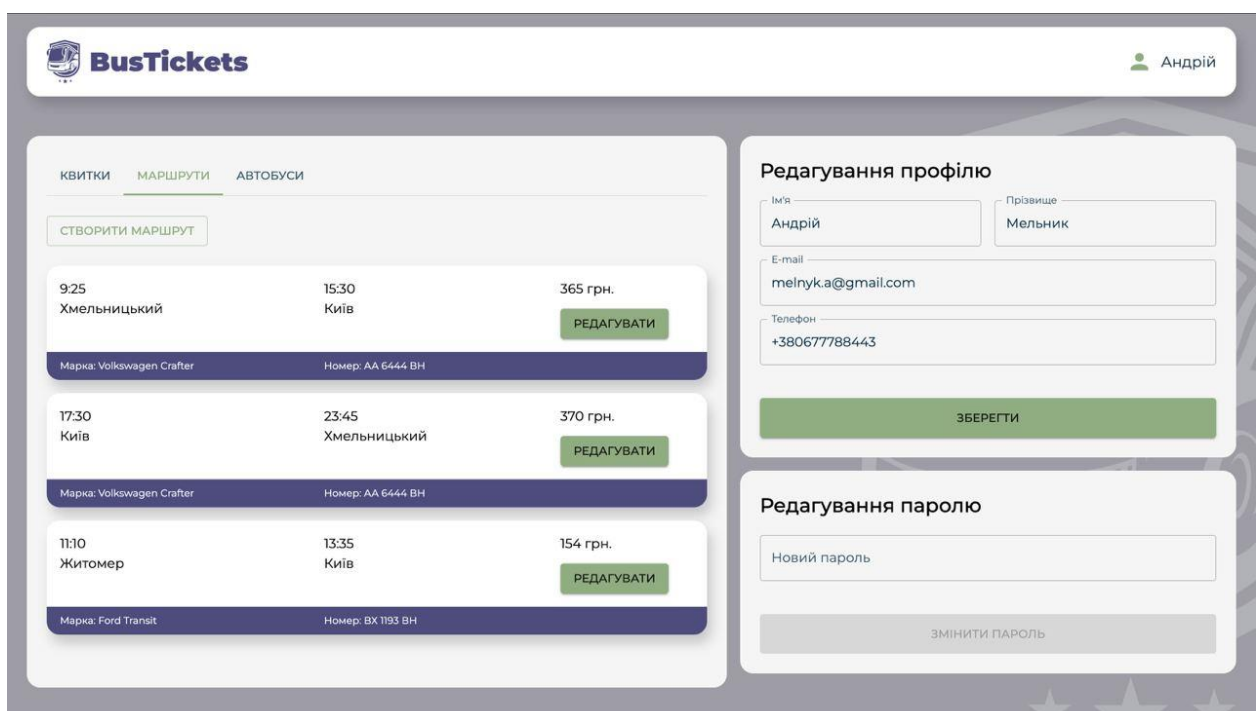 BusTickets
Андрій
КВИТКИ МАРШРУТИ АВТОБУСИ
СТВОРИТИ МАРШРУТ
9:25 15:30 365 грн.
Хмельницький Київ
РЕДАГУВАТИ
Марка: Volkswagen Crafter Номер: AA 6444 BH
17:30 23:45 370 грн.
Київ Хмельницький
РЕДАГУВАТИ
Марка: Volkswagen Crafter Номер: AA 6444 BH
11:10 13:35 154 грн.
Житомер Київ
РЕДАГУВАТИ
Марка: Ford Transit Номер: BX 1193 BH
Редагування профілю
Ім'я Прізвище
Андрій Мельник
E-mail
melnyk.a@gmail.com
Телефон
+380677788443
ЗБЕРЕГТИ
Редагування паролю
Новий пароль
ЗМІНИТИ ПАРОЛЬ